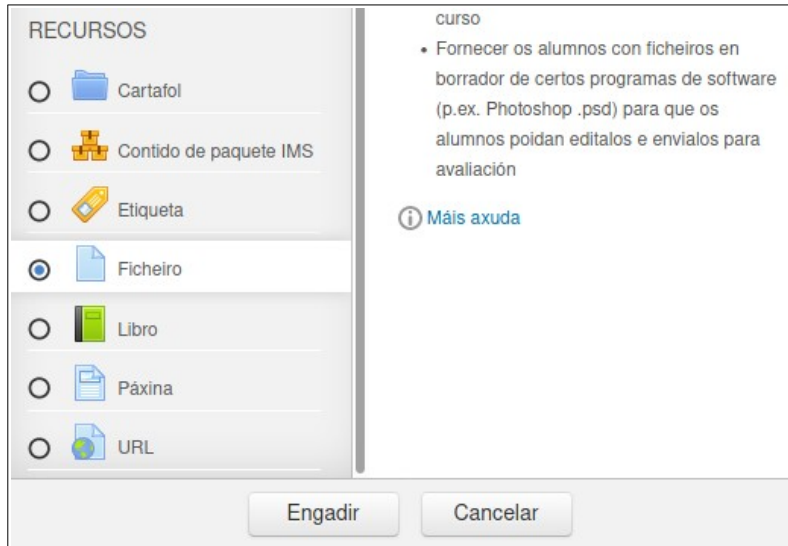 RECURSOS
Cartafol
Contido de paquete IMS
Etiqueta
Ficheiro
Libro
Páxina
URL
curso
• Fornecer os alumnos con ficheiros en
borrador de certos programas de software
(p.ex. Photoshop .psd) para que os
alumnos poidan editalos e envialos para
avaliación
Máis axuda
Engadir
Cancelar